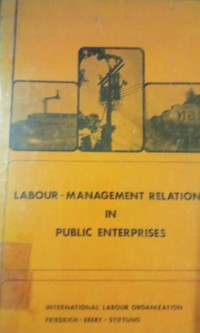 LABOUR-MANAGEMENT RELATION
IN
PUBLIC ENTERPRISES
INTERNATIONAL LABOUR ORGANIZATION
FRIEDRICH-EBERT-STIFTUNG